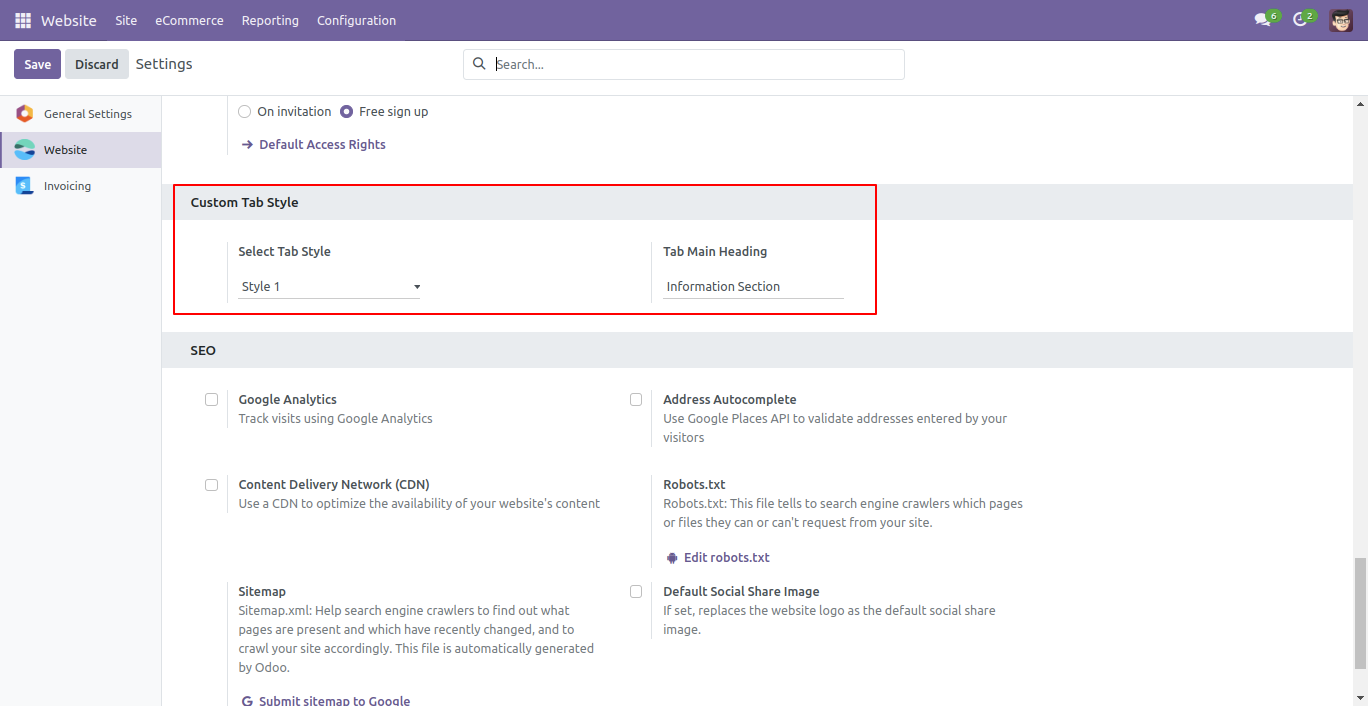 Website Site eCommerce Reporting Configuration 6 2
Save Discard Settings Search...
General Settings
Website
Invoicing
On invitation Free sign up
Default Access Rights
Custom Tab Style
Select Tab Style Tab Main Heading
Style 1 Information Section
SEO
Google Analytics
Track visits using Google Analytics
Address Autocomplete
Use Google Places API to validate addresses entered by your
visitors
Content Delivery Network (CDN)
Use a CDN to optimize the availability of your website's content
Robots.txt
Robots.txt: This file tells to search engine crawlers which pages
or files they can or can't request from your site.
Edit robots.txt
Sitemap
Sitemap.xml: Help search engine crawlers to find out what
pages are present and which have recently changed, and to
crawl your site accordingly. This file is automatically generated
by Odoo.
Submit sitemap to Google
Default Social Share Image
If set, replaces the website logo as the default social share
image.